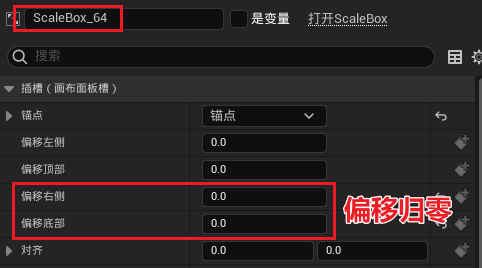 ScaleBox_64 是变量 打开ScaleBox
搜索
插槽（画布面板槽）
锚点 锚点
偏移左侧 0.0
偏移顶部 0.0
偏移右侧 0.0
偏移底部 0.0
偏移归零
对齐 0.0 0.0